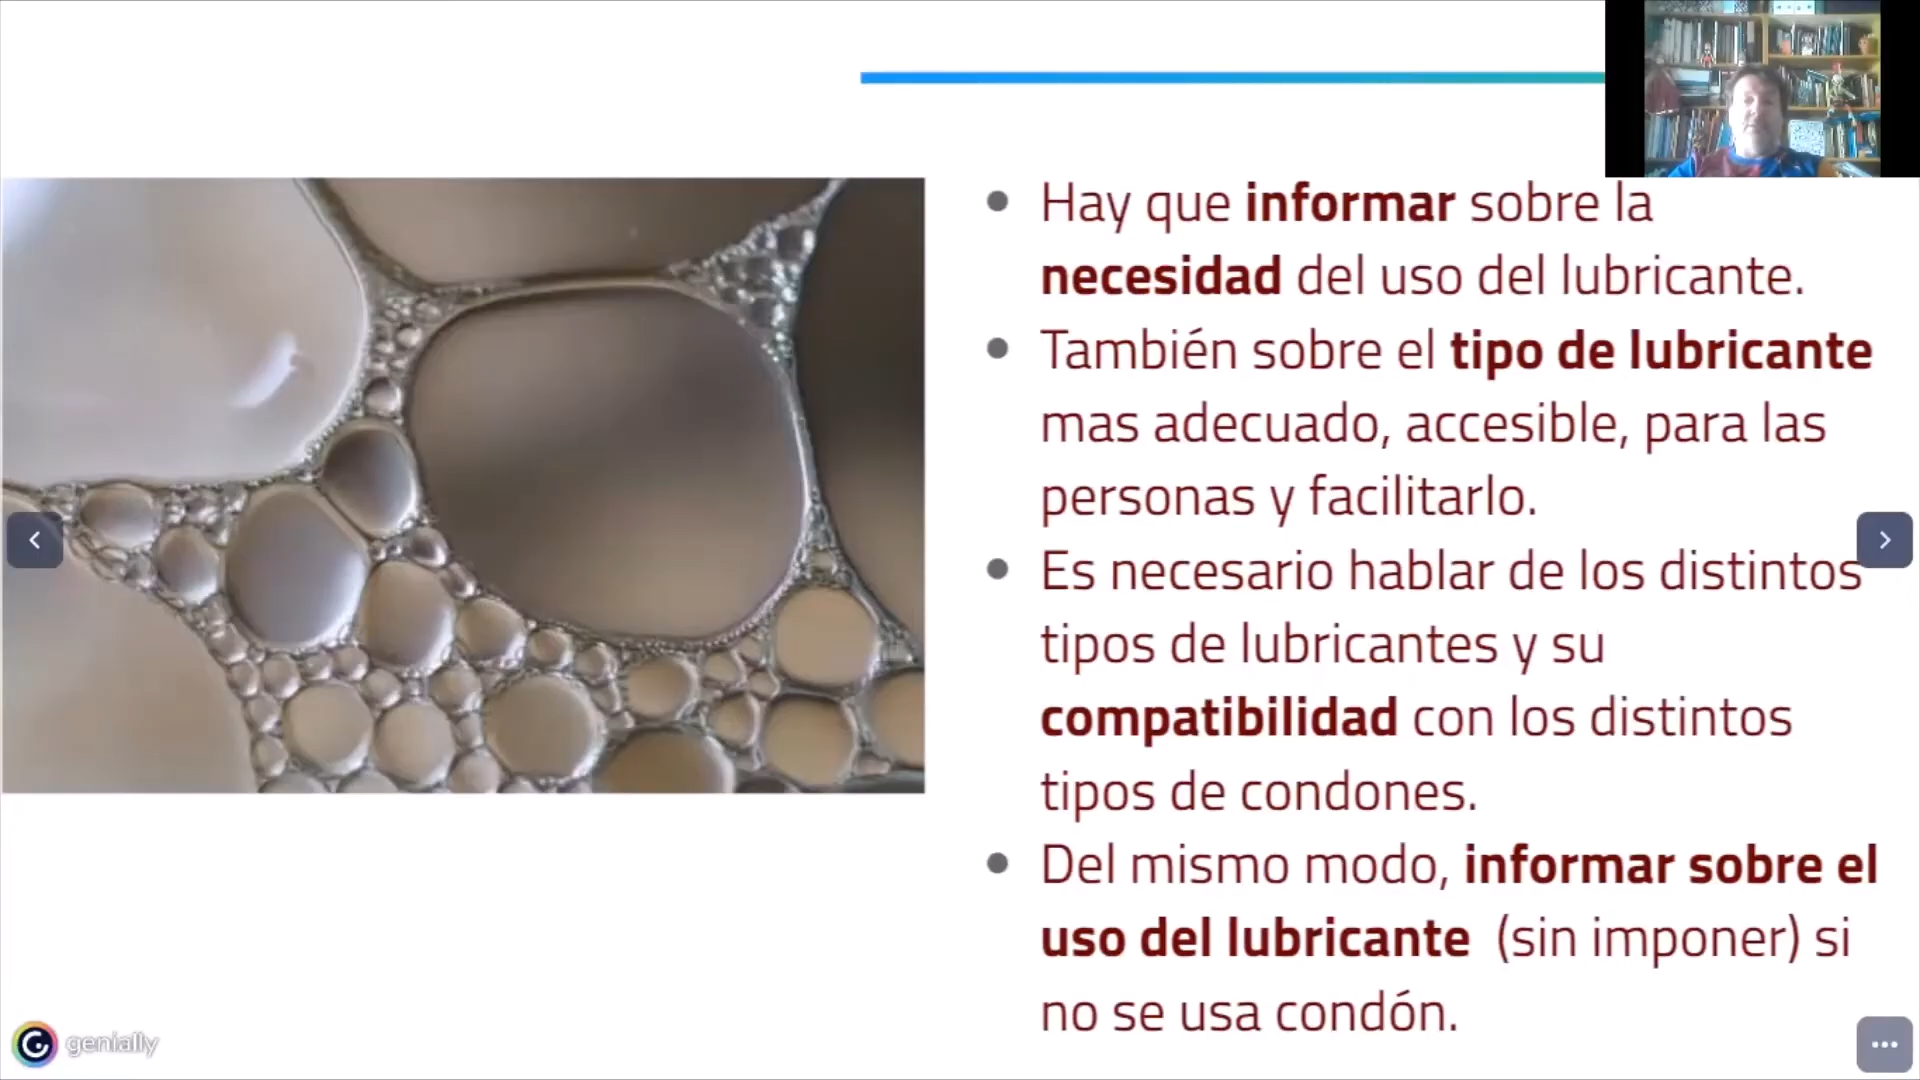 Hay que informar sobre la
necesidad del uso del lubricante.
También sobre el tipo de lubricante
mas adecuado, accesible, para las
personas y facilitarlo.
Es necesario hablar de los distintos
tipos de lubricantes y su
compatibilidad con los distintos
tipos de condones.
Del mismo modo, informar sobre el
uso del lubricante (sin imponer) si
no se usa condón.
genially